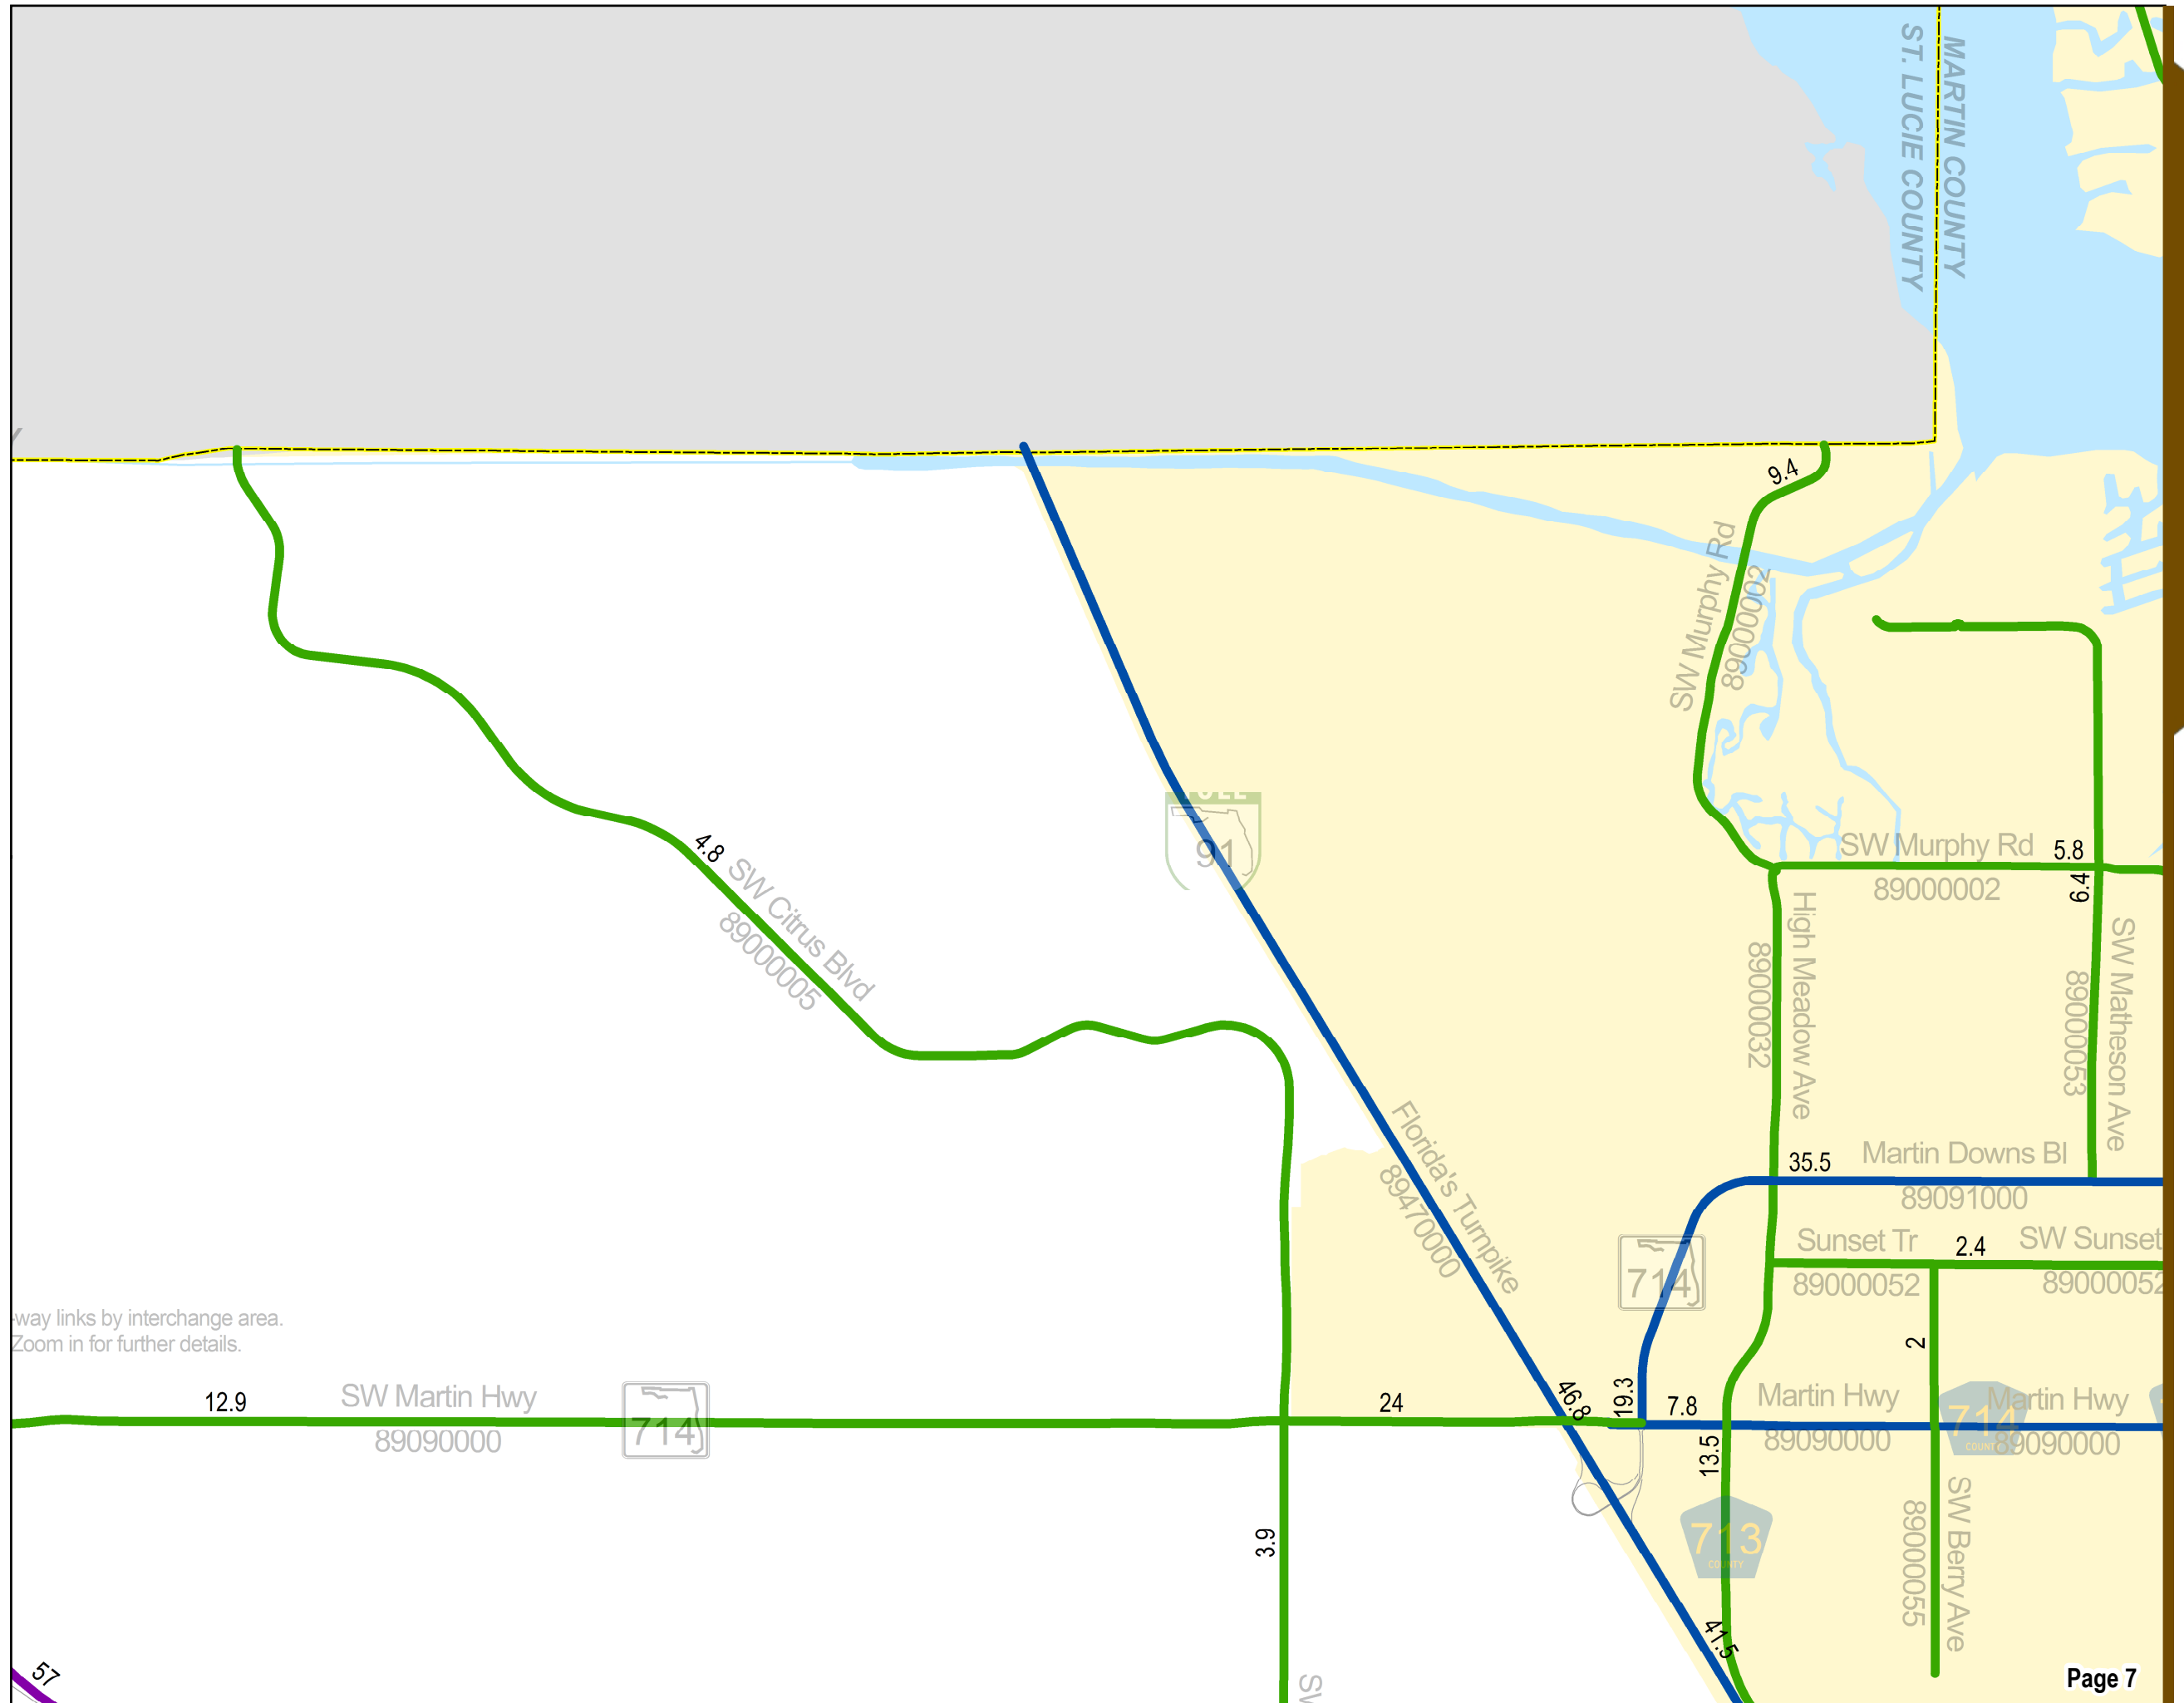 MARTIN COUNTY
ST. LUCIE COUNTY
9.4
SW Murphy Rd
89000002
4.8
SW Citrus Blvd
89000005
91
SW Murphy Rd
5.8
89000002
6.4
High Meadow Ave
89000032
SW Matheson Ave
89000053
Florida's Turnpike
89470000
35.5
Martin Downs Bl
89091000
Sunset Tr
2.4
SW Sunset
89000052
89000052
714
2
-way links by interchange area.
Zoom in for further details.
12.9
SW Martin Hwy
714
89090000
24
46.8
19.3
7.8
Martin Hwy
89090000
714
COUNTY
Martin Hwy
89090000
13.5
3.9
713
COUNTY
SW Berry Ave
89000055
41.5
57
SW
Page 7